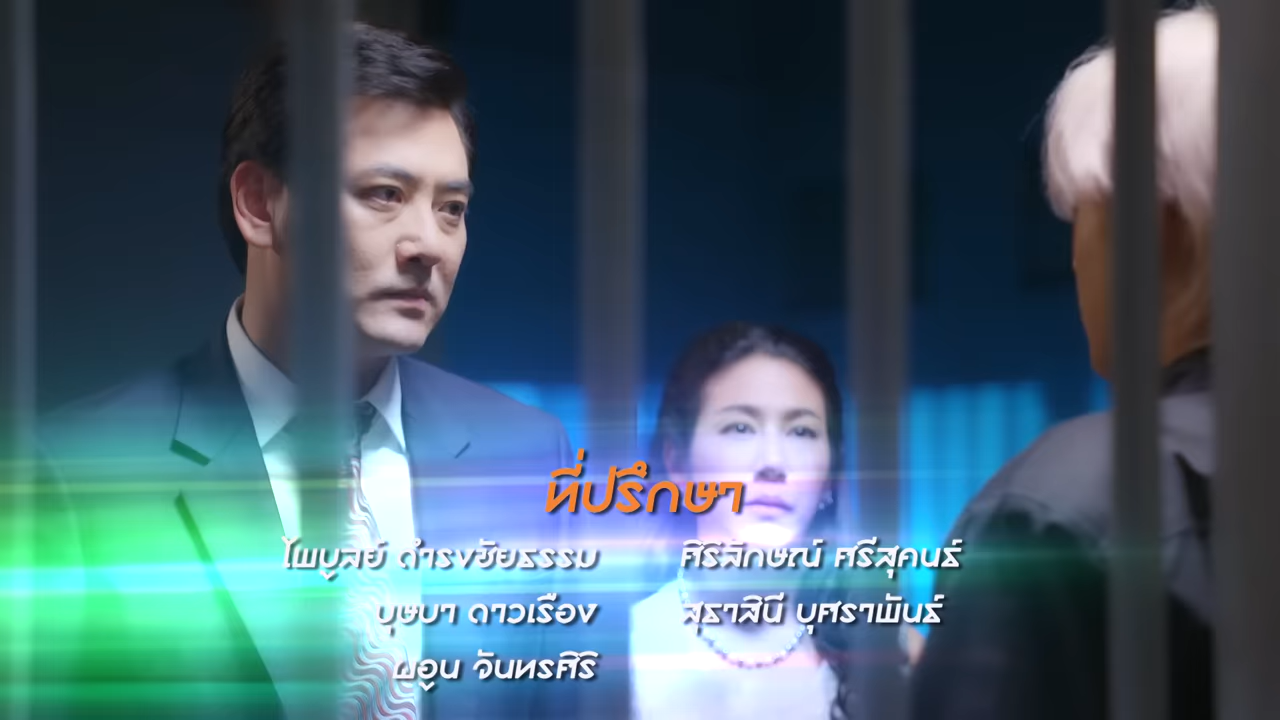 ที่ปรึกษา
ไพบูลย์ ดำรงชัยธรรม
ศิริลักษณ์ ศรีสุคนธ์
บุษบา ดาวเรือง
สุธาสินี บุศราพันธ์
ผอูน จันทรศิริ